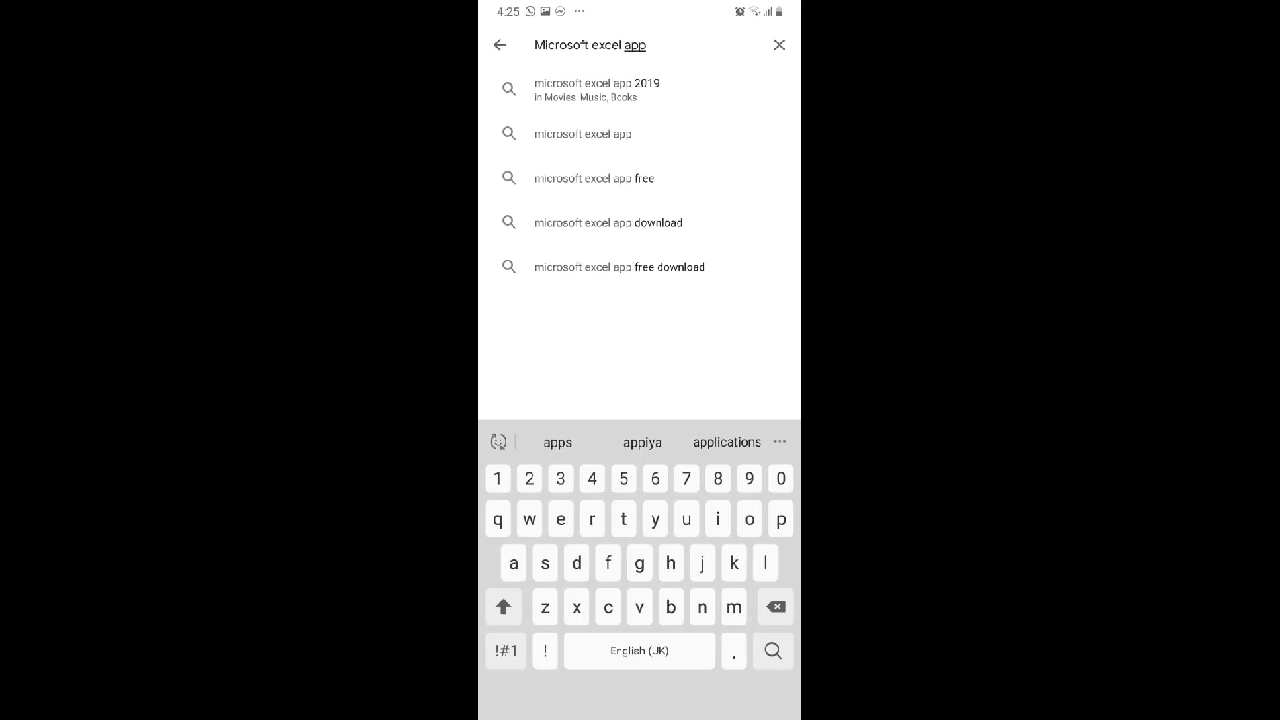 4:25
Microsoft excel app
microsoft excel app 2019
in Movies, Music, Books
microsoft excel app
microsoft excel app free
microsoft excel app download
microsoft excel app free download
apps appiya applications
1 2 3 4 5 6 7 8 9 0
q w e r t y u i o p
a s d f g h j k l
z x c v b n m
!#1 ! English (UK) .